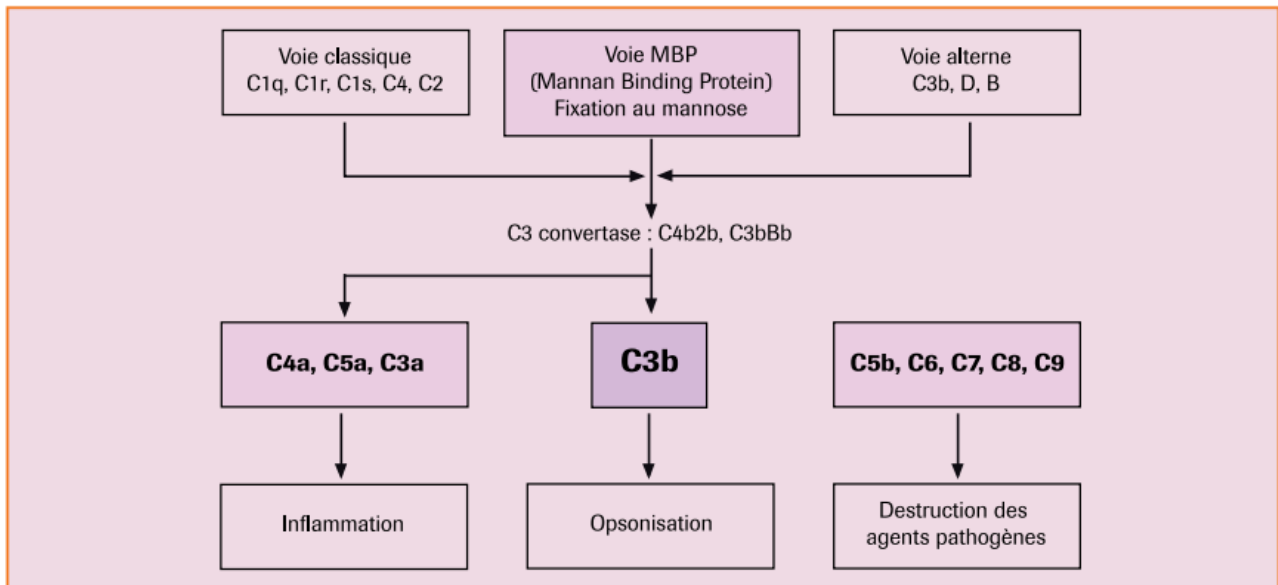 Voie classique
C1q, C1r, C1s, C4, C2
Voie MBP
(Mannan Binding Protein)
Fixation au mannose
Voie alterne
C3b, D, B
C3 convertase : C4b2b, C3bBb
C4a, C5a, C3a
C3b
C5b, C6, C7, C8, C9
Inflammation
Opsonisation
Destruction des
agents pathogènes